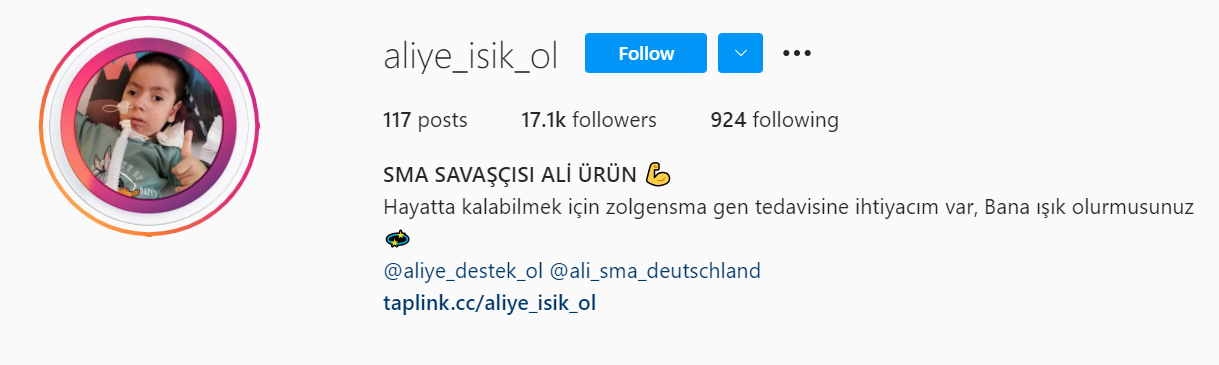 aliye_isik_ol Follow
117 posts 17.1k followers 924 following
SMA SAVAŞÇISI ALİ ÜRÜN 💪
Hayatta kalabilmek için zolgensma gen tedavisine ihtiyacım var, Bana ışık olurmusunuz
💫
@aliye_destek_ol @ali_sma_deutschland
taplink.cc/aliye_isik_ol